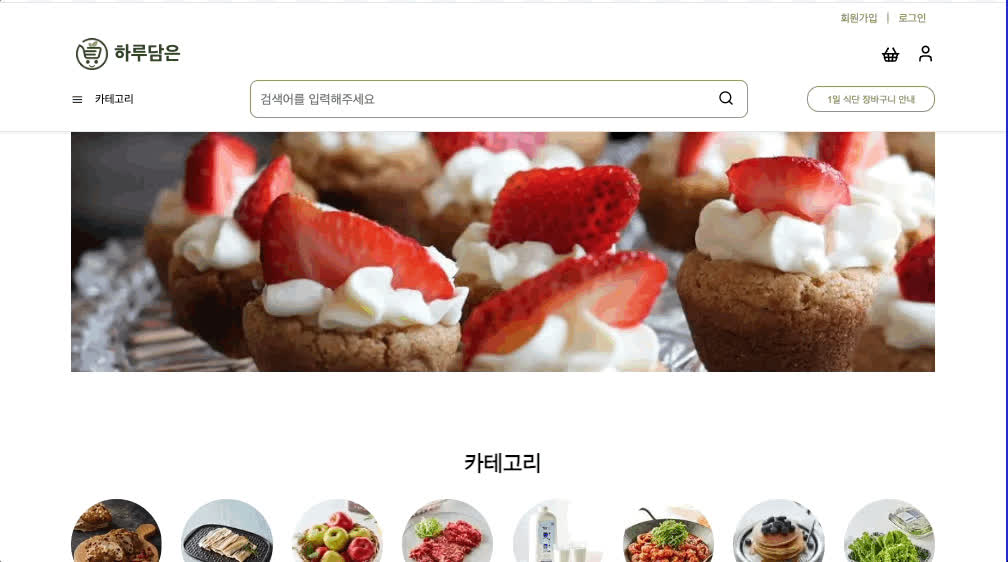 회원가입 | 로그인
하루담은
카테고리
검색어를 입력해주세요
1일 식단 장바구니 안내
카테고리